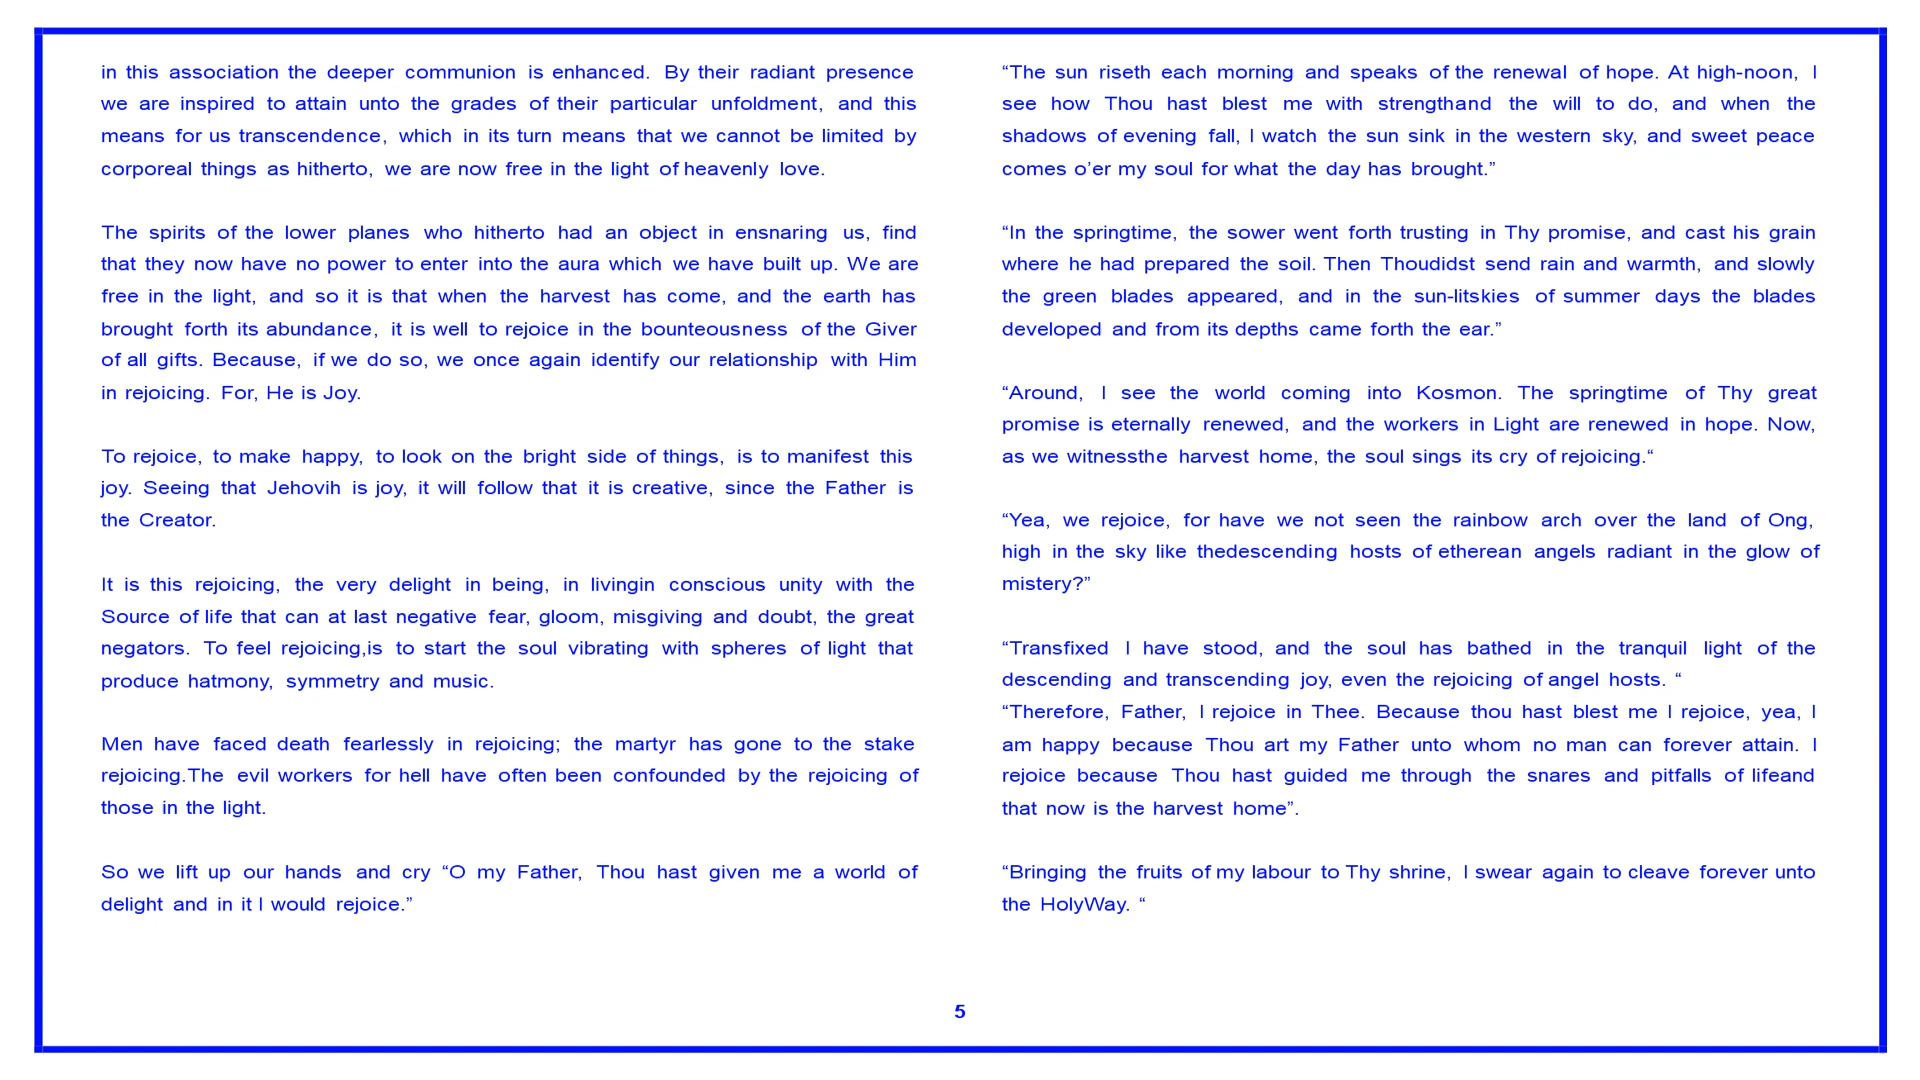 in this association the deeper communion is enhanced. By their radiant presence
we are inspired to attain unto the grades of their particular unfoldment, and this
means for us transcendence, which in its turn means that we cannot be limited by
corporeal things as hitherto, we are now free in the light of heavenly love.
The spirits of the lower planes who hitherto had an object in ensnaring us, find
that they now have no power to enter into the aura which we have built up. We are
free in the light, and so it is that when the harvest has come, and the earth has
brought forth its abundance, it is well to rejoice in the bounteousness of the Giver
of all gifts. Because, if we do so, we once again identify our relationship with Him
in rejoicing. For, He is Joy.
To rejoice, to make happy, to look on the bright side of things, is to manifest this
joy. Seeing that Jehovih is joy, it will follow that it is creative, since the Father is
the Creator.
It is this rejoicing, the very delight in being, in livingin conscious unity with the
Source of life that can at last negative fear, gloom, misgiving and doubt, the great
negators. To feel rejoicing,is to start the soul vibrating with spheres of light that
produce hatmony, symmetry and music.
Men have faced death fearlessly in rejoicing; the martyr has gone to the stake
rejoicing.The evil workers for hell have often been confounded by the rejoicing of
those in the light.
So we lift up our hands and cry “O my Father, Thou hast given me a world of
delight and in it I would rejoice.”
“The sun riseth each morning and speaks of the renewal of hope. At high-noon, I
see how Thou hast blest me with strengthand the will to do, and when the
shadows of evening fall, I watch the sun sink in the western sky, and sweet peace
comes o’er my soul for what the day has brought.”
“In the springtime, the sower went forth trusting in Thy promise, and cast his grain
where he had prepared the soil. Then Thoudidst send rain and warmth, and slowly
the green blades appeared, and in the sun-litskies of summer days the blades
developed and from its depths came forth the ear.”
“Around, I see the world coming into Kosmon. The springtime of Thy great
promise is eternally renewed, and the workers in Light are renewed in hope. Now,
as we witnessthe harvest home, the soul sings its cry of rejoicing.“
“Yea, we rejoice, for have we not seen the rainbow arch over the land of Ong,
high in the sky like thedescending hosts of etherean angels radiant in the glow of
mistery?”
“Transfixed I have stood, and the soul has bathed in the tranquil light of the
descending and transcending joy, even the rejoicing of angel hosts. “
“Therefore, Father, I rejoice in Thee. Because thou hast blest me I rejoice, yea, I
am happy because Thou art my Father unto whom no man can forever attain. I
rejoice because Thou hast guided me through the snares and pitfalls of lifeand
that now is the harvest home”.
“Bringing the fruits of my labour to Thy shrine, I swear again to cleave forever unto
the HolyWay. “
5